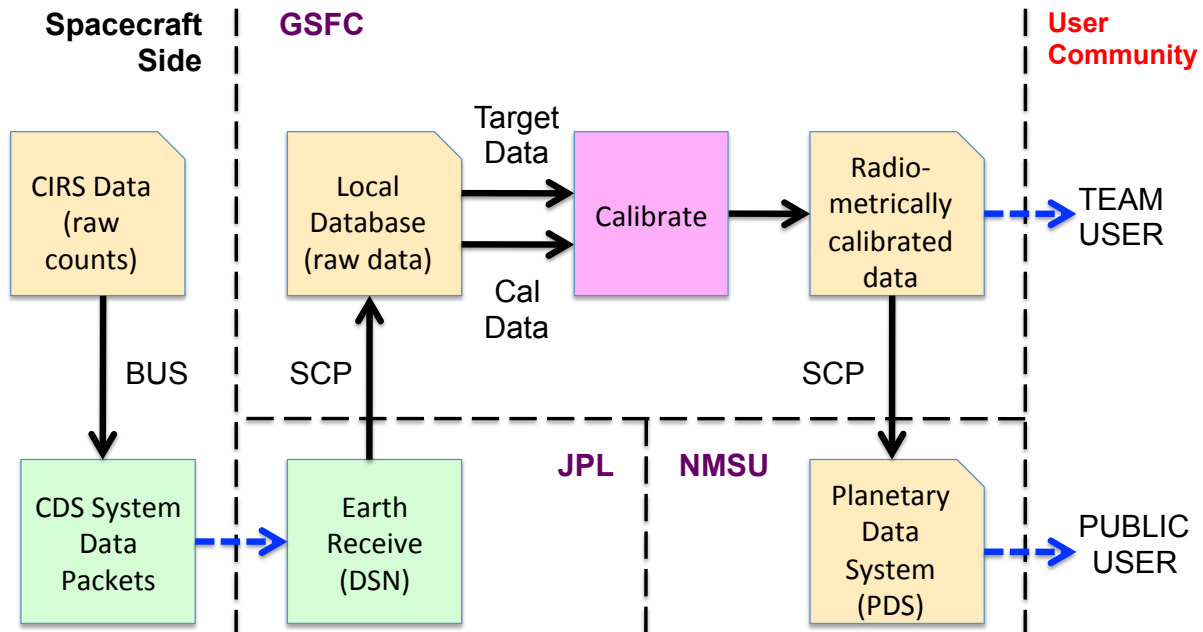 Spacecraft
Side
GSFC
User
Community
CIRS Data
(raw
counts)
Local
Database
(raw data)
Target
Data
Cal
Data
Calibrate
Radio-
metrically
calibrated
data
TEAM
USER
BUS
SCP
SCP
JPL
NMSU
CDS System
Data
Packets
Earth
Receive
(DSN)
Planetary
Data
System
(PDS)
PUBLIC
USER